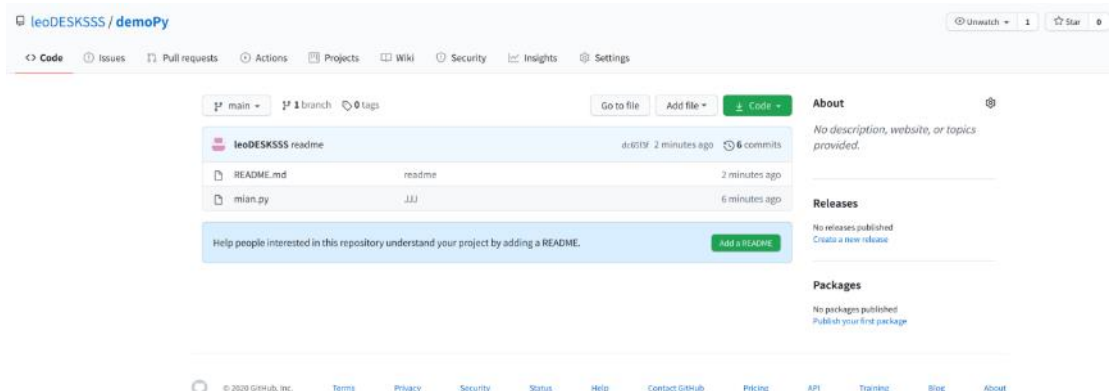 leoDESKSSS / demoPy
Unwatch 1 Star 0
Code Issues Pull requests Actions Projects Wiki Security Insights Settings
main 1 branch 0 tags Go to file Add file Code
leoDESKSSS readme 2 minutes ago 6 commits
README.md readme 2 minutes ago
mian.py JJJ 6 minutes ago
Help people interested in this repository understand your project by adding a README. Add a README
About
No description, website, or topics
provided.
Releases
No releases published
Create a new release
Packages
No packages published
Publish your first package
© 2020 GitHub, Inc. Terms Privacy Security Status Help Contact GitHub Pricing API Training Blog About